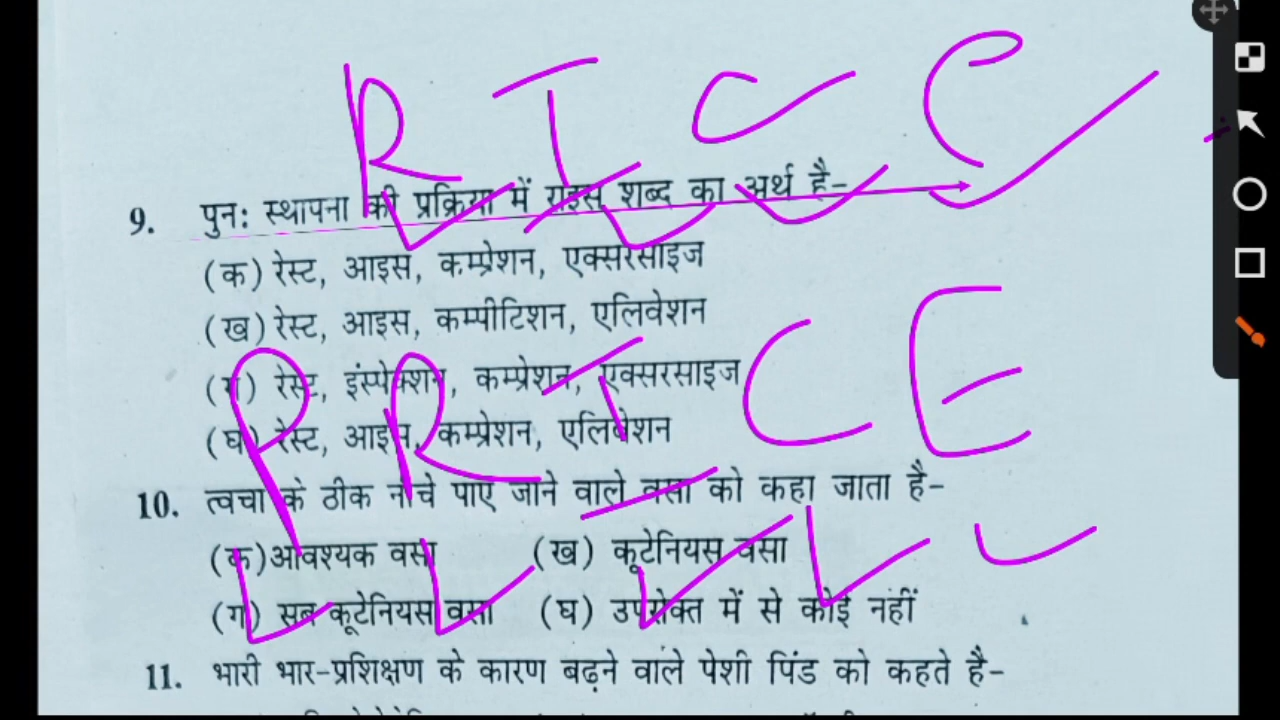 R I C E
9. पुनः स्थापना की प्रक्रिया में राइस शब्द का अर्थ है-
(क) रेस्ट, आइस, कम्प्रेशन, एक्सरसाइज
(ख) रेस्ट, आइस, कम्पीटिशन, एलिवेशन
(ग) रेस्ट, इंस्पेक्शन, कम्प्रेशन, एक्सरसाइज
(घ) रेस्ट, आइस, कम्प्रेशन, एलिवेशन
P R I C E
10. त्वचा के ठीक नीचे पाए जाने वाले वसा को कहा जाता है-
(क) आवश्यक वसा (ख) कूटेनियस वसा
(ग) सब कूटेनियस वसा (घ) उपरोक्त में से कोई नहीं
11. भारी भार-प्रशिक्षण के कारण बढ़ने वाले पेशी पिंड को कहते है-